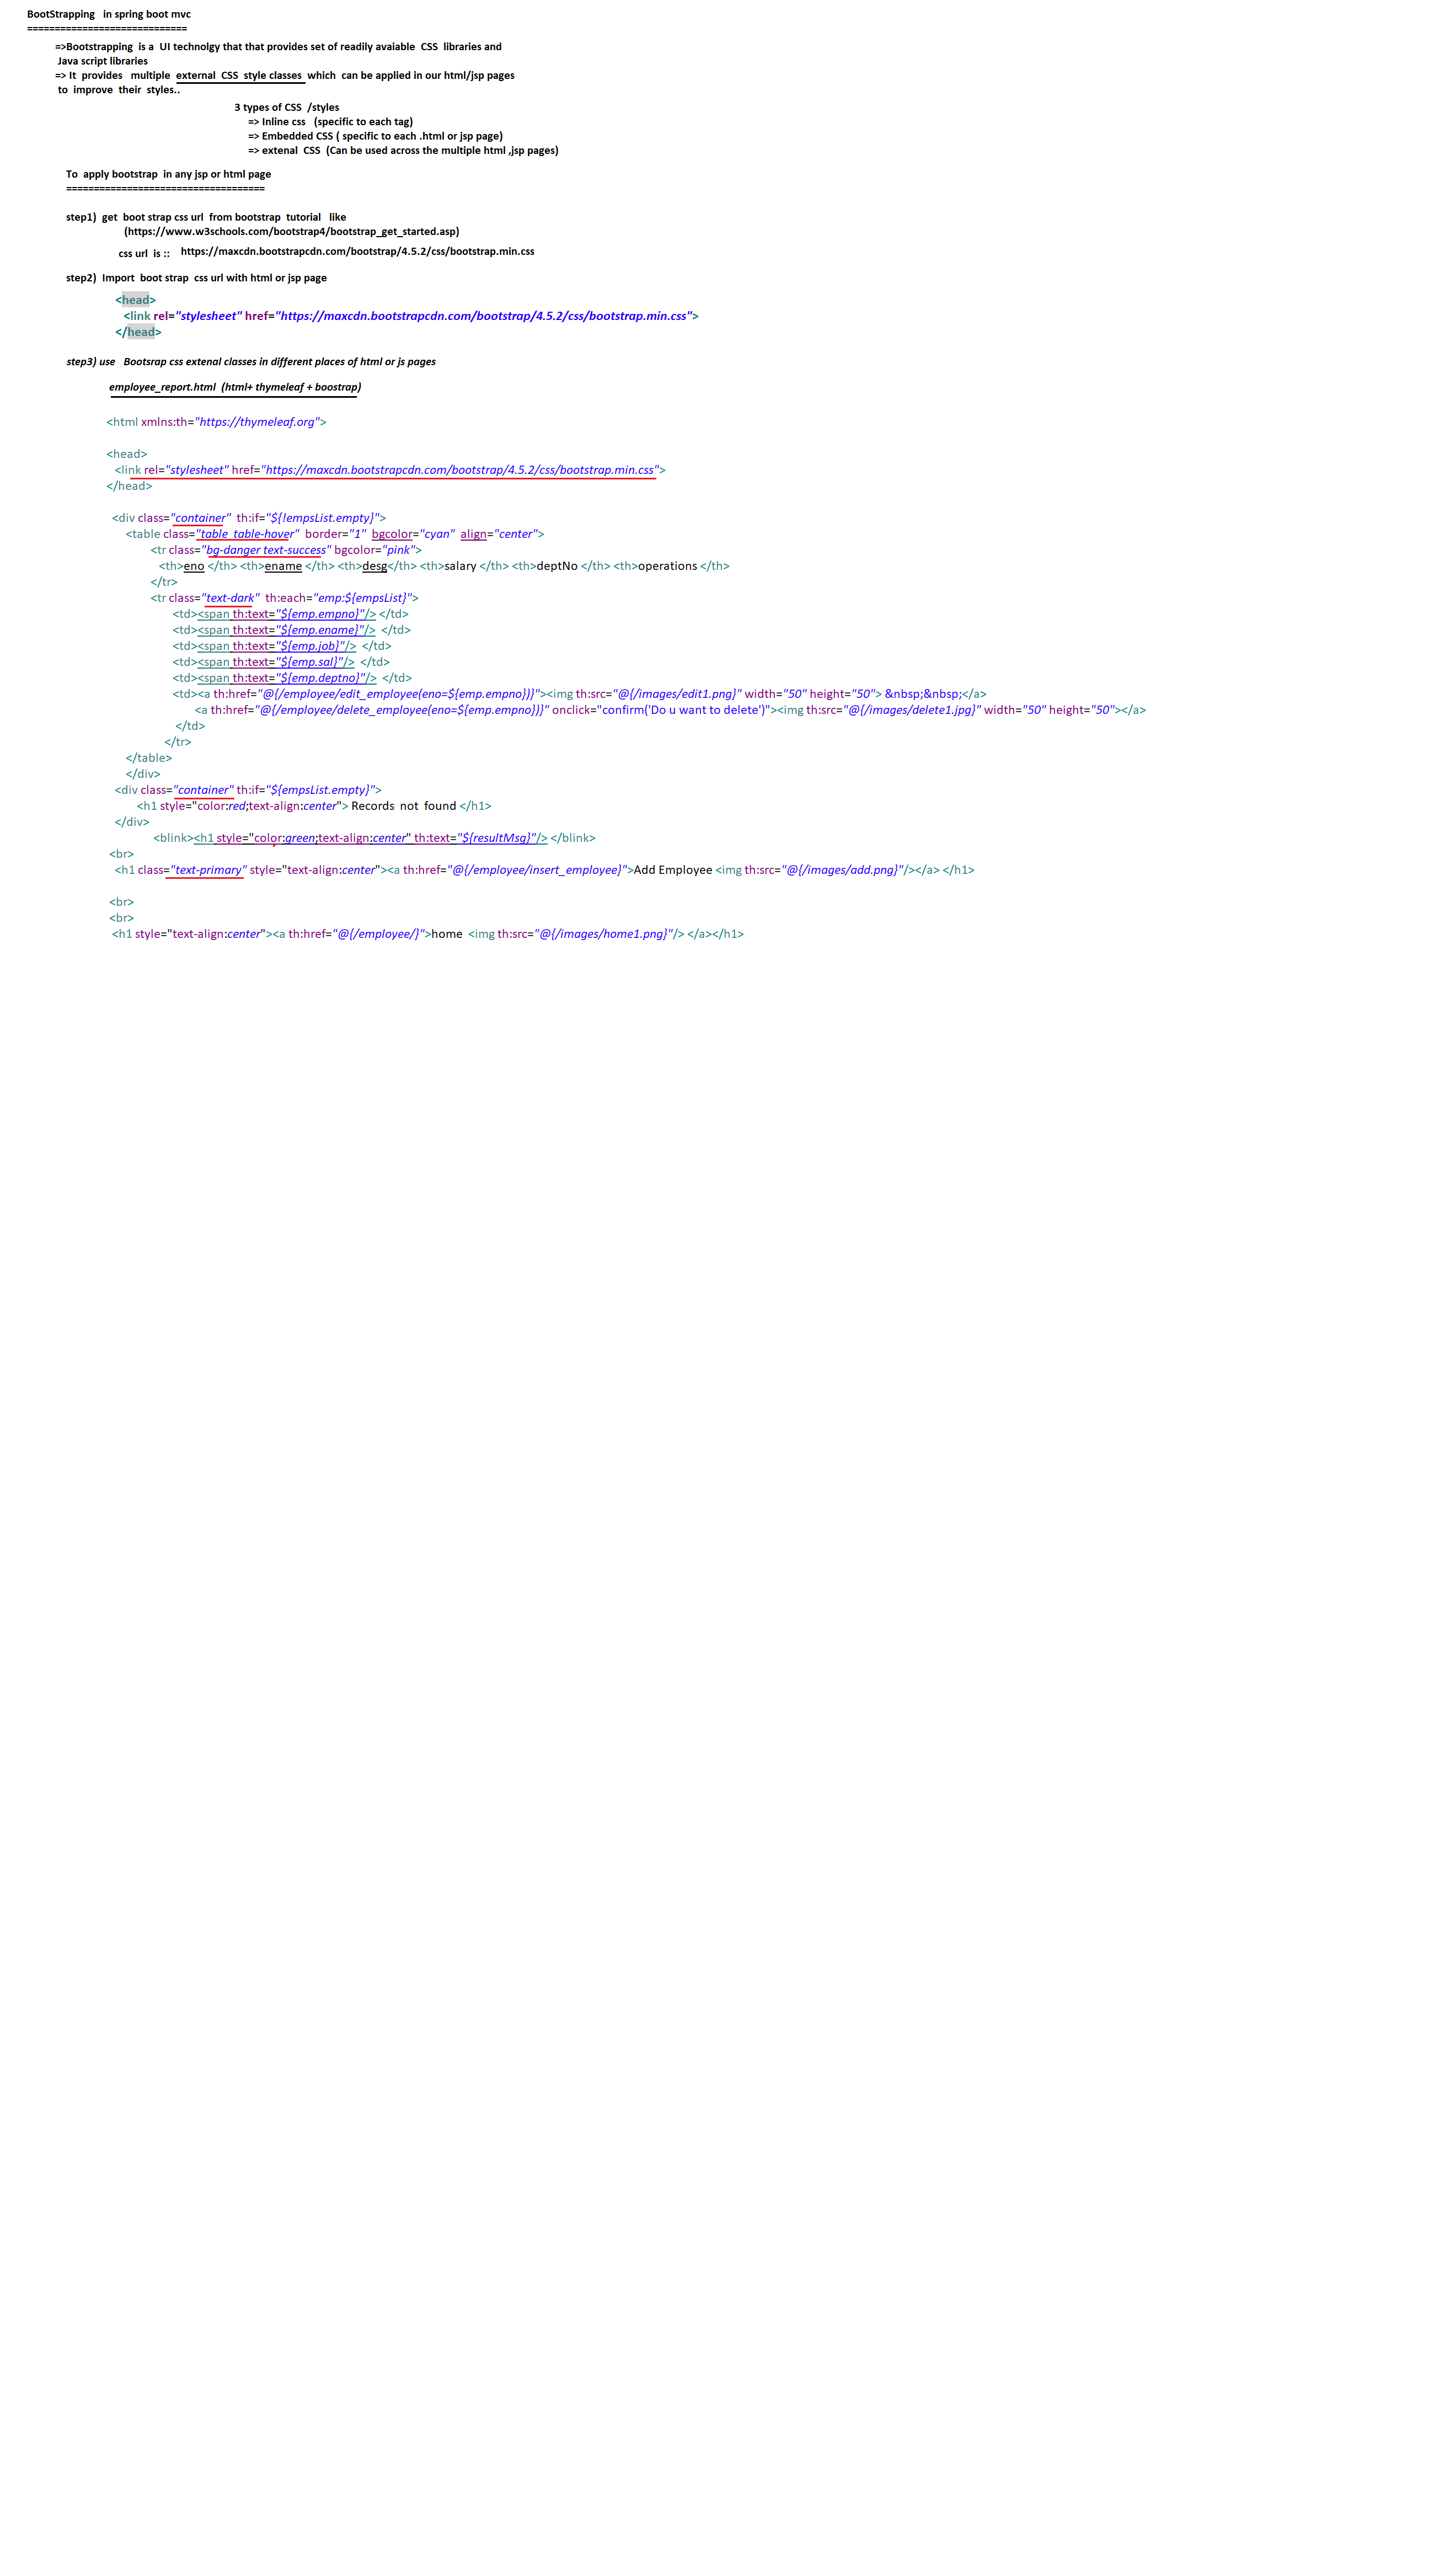 BootStrapping in spring boot mvc
=============================
=>Bootstrapping is a UI technolgy that that provides set of readily avaiable CSS libraries and
Java script libraries
=> It provides multiple external CSS style classes which can be applied in our html/jsp pages
to improve their styles..
3 types of CSS /styles
=> Inline css (specific to each tag)
=> Embedded CSS ( specific to each .html or jsp page)
=> extenal CSS (Can be used across the multiple html ,jsp pages)
To apply bootstrap in any jsp or html page
====================================
step1) get boot strap css url from bootstrap tutorial like
(https://www.w3schools.com/bootstrap4/bootstrap_get_started.asp)
css url is :: https://maxcdn.bootstrapcdn.com/bootstrap/4.5.2/css/bootstrap.min.css
step2) Import boot strap css url with html or jsp page
<head>
<link rel="stylesheet" href="https://maxcdn.bootstrapcdn.com/bootstrap/4.5.2/css/bootstrap.min.css">
</head>
step3) use Bootsrap css extenal classes in different places of html or js pages
employee_report.html (html+ thymeleaf + boostrap)
<html xmlns:th="https://thymeleaf.org">
<head>
<link rel="stylesheet" href="https://maxcdn.bootstrapcdn.com/bootstrap/4.5.2/css/bootstrap.min.css">
</head>
<div class="container" th:if="${!empsList.empty}">
<table class="table table-hover" border="1" bgcolor="cyan" align="center">
<tr class="bg-danger text-success" bgcolor="pink">
<th>eno </th> <th>ename </th> <th>desg</th> <th>salary </th> <th>deptNo </th> <th>operations </th>
</tr>
<tr class="text-dark" th:each="emp:${empsList}">
<td><span th:text="${emp.empno}"/> </td>
<td><span th:text="${emp.ename}"/> </td>
<td><span th:text="${emp.job}"/> </td>
<td><span th:text="${emp.sal}"/> </td>
<td><span th:text="${emp.deptno}"/> </td>
<td><a th:href="@{/employee/edit_employee(eno=${emp.empno})}"><img th:src="@{/images/edit1.png}" width="50" height="50"> &nbsp;&nbsp;</a>
<a th:href="@{/employee/delete_employee(eno=${emp.empno})}" onclick="confirm('Do u want to delete')"><img th:src="@{/images/delete1.jpg}" width="50" height="50"></a>
</td>
</tr>
</table>
</div>
<div class="container" th:if="${empsList.empty}">
<h1 style="color:red;text-align:center"> Records not found </h1>
</div>
<blink><h1 style="color:green;text-align:center" th:text="${resultMsg}"/> </blink>
<br>
<h1 class="text-primary" style="text-align:center"><a th:href="@{/employee/insert_employee}">Add Employee <img th:src="@{/images/add.png}"/></a> </h1>
<br>
<br>
<h1 style="text-align:center"><a th:href="@{/employee/}">home <img th:src="@{/images/home1.png}"/> </a></h1>